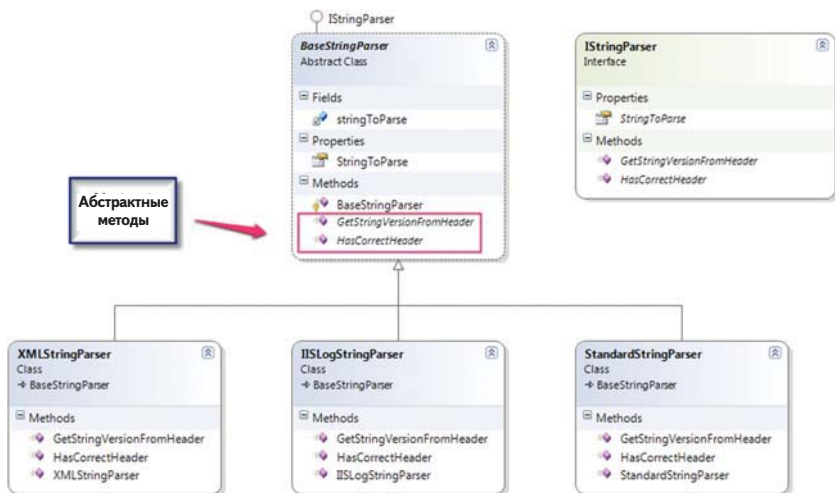 IStringParser
BaseStringParser
Abstract Class
Fields
stringToParse
Properties
StringToParse
Methods
BaseStringParser
GetStringVersionFromHeader
HasCorrectHeader
IStringParser
Interface
Properties
StringToParse
Methods
GetStringVersionFromHeader
HasCorrectHeader
Абстрактные
методы
XMLStringParser
Class
BaseStringParser
Methods
GetStringVersionFromHeader
HasCorrectHeader
XMLStringParser
IISLogStringParser
Class
BaseStringParser
Methods
GetStringVersionFromHeader
HasCorrectHeader
IISLogStringParser
StandardStringParser
Class
BaseStringParser
Methods
GetStringVersionFromHeader
HasCorrectHeader
StandardStringParser